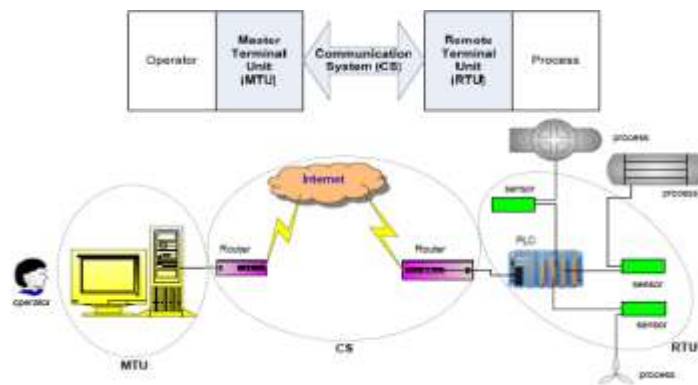 Operator
Master
Terminal
Unit
(MTU)
Communication
System (CS)
Remote
Terminal
Unit
(RTU)
Process
process
Internet
sensor
process
Router
Router
PLC
operator
sensor
sensor
MTU
CS
RTU
process